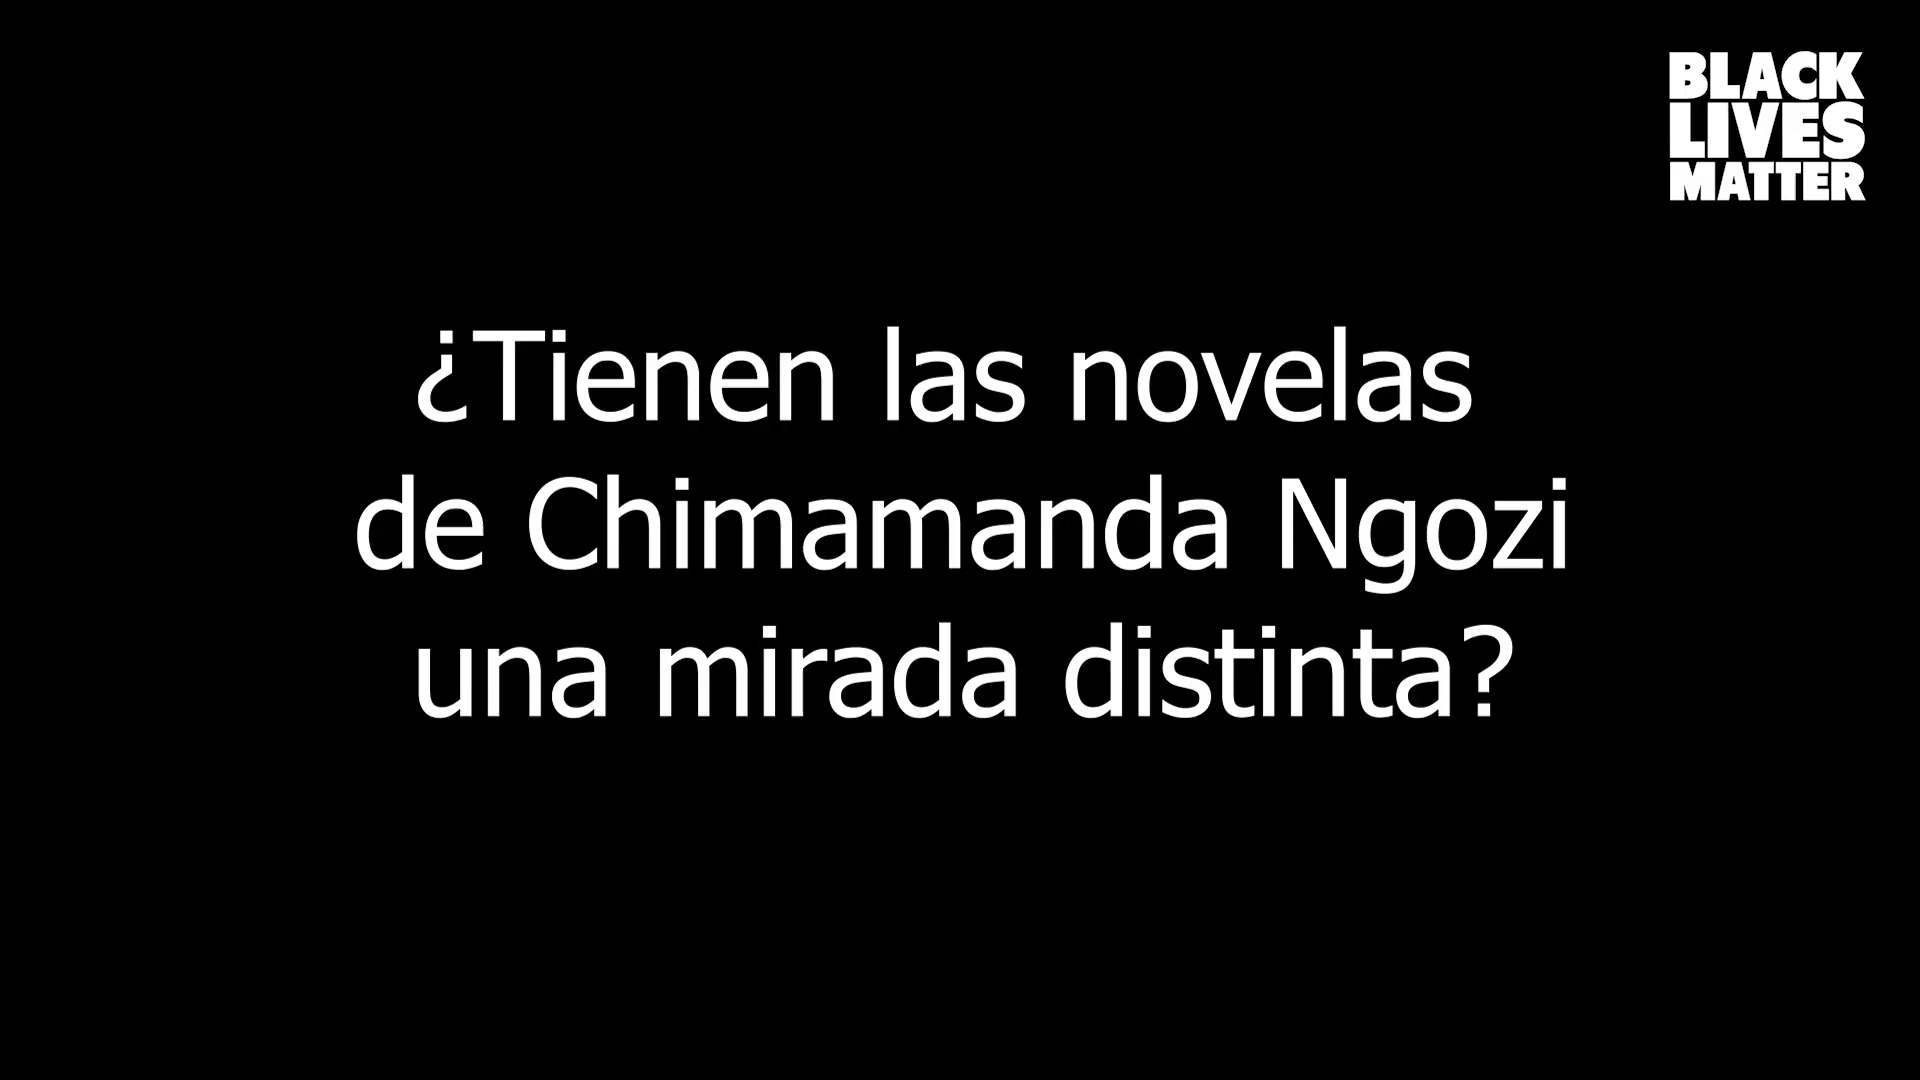 BLACK
LIVES
MATTER
¿Tienen las novelas
de Chimamanda Ngozi
una mirada distinta?